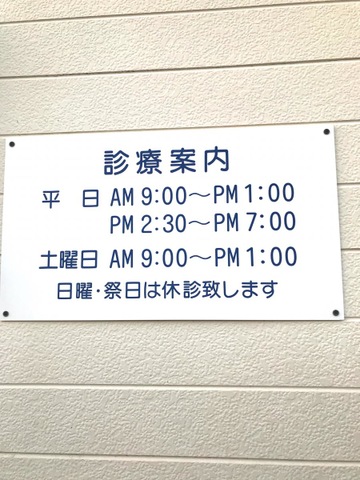 診療案内
平 日 AM 9:00～PM 1:00
PM 2:30～PM 7:00
土曜日 AM 9:00～PM 1:00
日曜・祭日は休診致します